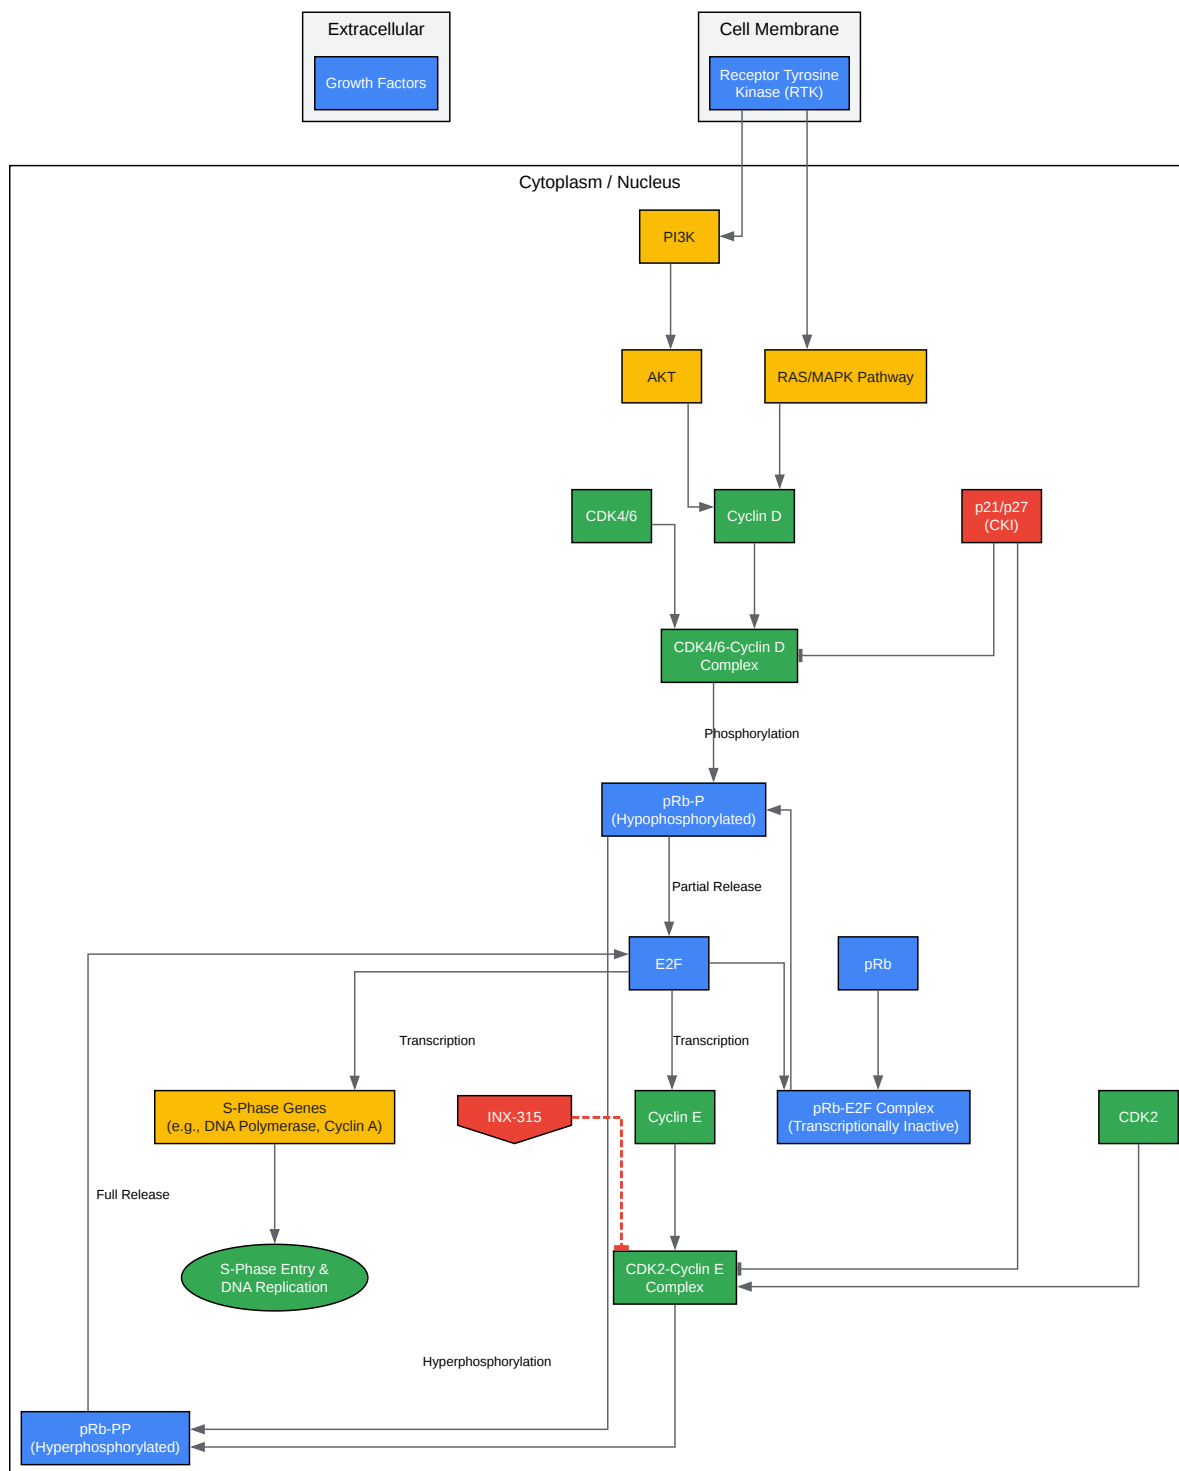 Extracellular
Growth Factors
Cell Membrane
Receptor Tyrosine
Kinase (RTK)
Cytoplasm / Nucleus
PI3K
AKT
RAS/MAPK Pathway
CDK4/6
Cyclin D
p21/p27
(CKI)
CDK4/6-Cyclin D
Complex
Phosphorylation
pRb-P
(Hypophosphorylated)
Partial Release
E2F
pRb
Transcription
Transcription
S-Phase Genes
(e.g., DNA Polymerase, Cyclin A)
INX-315
Cyclin E
pRb-E2F Complex
(Transcriptionally Inactive)
CDK2
Full Release
S-Phase Entry &
DNA Replication
CDK2-Cyclin E
Complex
Hyperphosphorylation
pRb-PP
(Hyperphosphorylated)